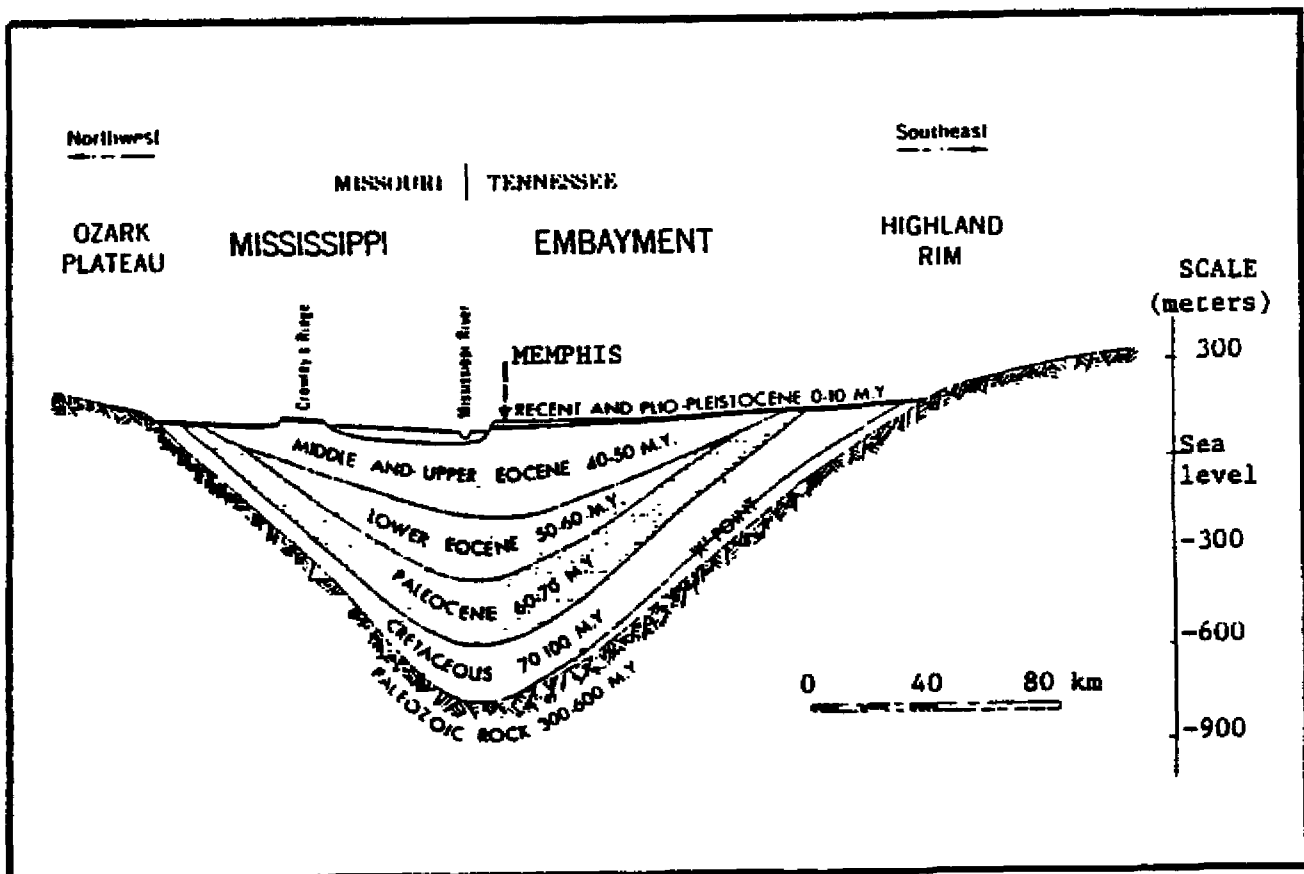 Northwest
Southeast
MISSOURI | TENNESSEE
OZARK PLATEAU
MISSISSIPPI EMBAYMENT
HIGHLAND RIM
SCALE
(meters)
Mississippi River
MEMPHIS
300
RECENT AND PLIO-PLEISTOCENE 0-10 M.Y.
MIDDLE AND UPPER EOCENE 40-50 M.Y.
Sea level
LOWER EOCENE 50-60 M.Y.
-300
PALEOCENE 60-70 M.Y
CRETACEOUS 70-100 M.Y
-600
PALEOZOIC ROCK 300-600 M.Y
0 40 80 km
-900